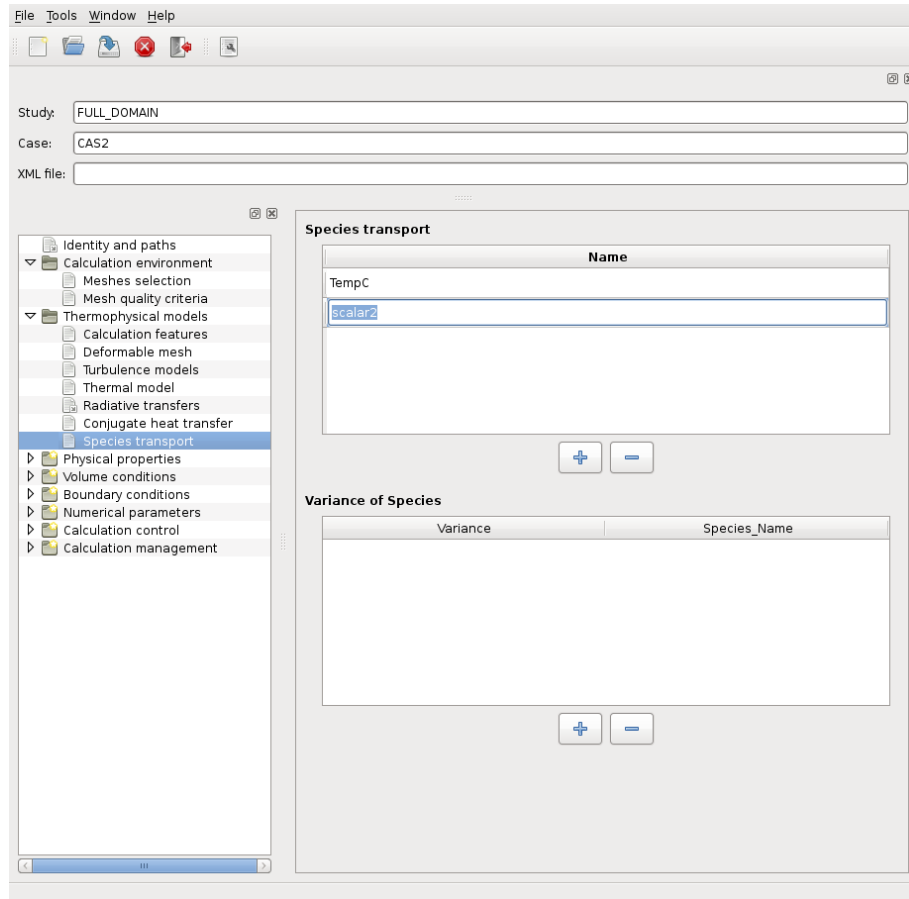 File Tools Window Help
Study: FULL_DOMAIN
Case: CAS2
XML file:
Identity and paths
Calculation environment
Meshes selection
Mesh quality criteria
Thermophysical models
Calculation features
Deformable mesh
Turbulence models
Thermal model
Radiative transfers
Conjugate heat transfer
Species transport
Physical properties
Volume conditions
Boundary conditions
Numerical parameters
Calculation control
Calculation management
Species transport
Name
TempC
scalar2
Variance of Species
Variance Species_Name